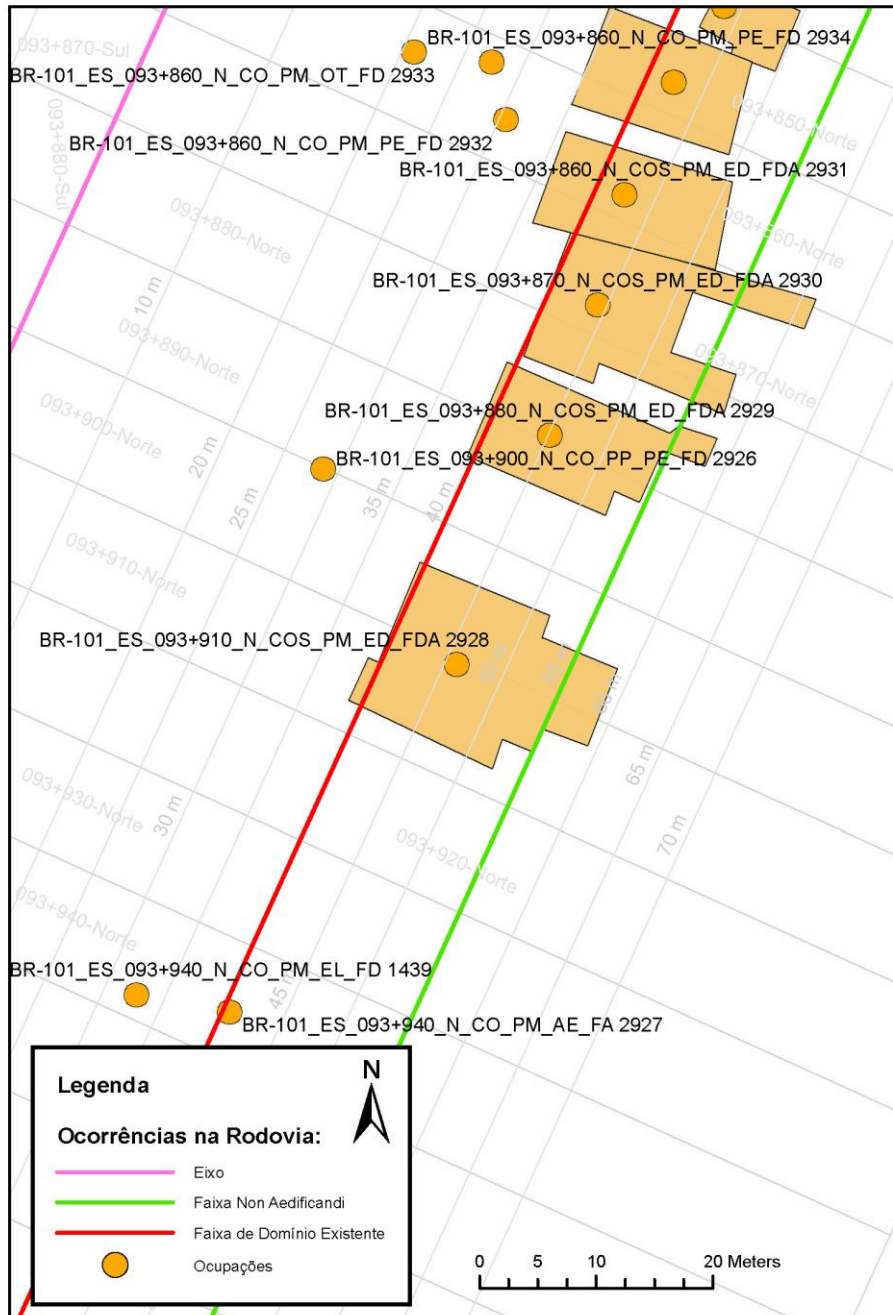 093+870-Sul
BR-101_ES_093+860_N_CO_PM_PE_FD 2934
BR-101_ES_093+860_N_CO_PM_OT_FD 2933
093+880-Sul
093+850-Norte
BR-101_ES_093+860_N_CO_PM_PE_FD 2932
BR-101_ES_093+860_N_COS_PM_ED_FDA 2931
093+880-Norte
093+860-Norte
BR-101_ES_093+870_N_COS_PM_ED_FDA 2930
10 m
093+890-Norte
093+870-Norte
BR-101_ES_093+880_N_COS_PM_ED_FDA 2929
093+900-Norte
20 m
BR-101_ES_093+900_N_CO_PP_PE_FD 2926
25 m
35 m
40 m
093+910-Norte
BR-101_ES_093+910_N_COS_PM_ED_FDA 2928
50 m
55 m
60 m
65 m
093+930-Norte
30 m
70 m
093+920-Norte
093+940-Norte
BR-101_ES_093+940_N_CO_PM_EL_FD 1439
45 m
BR-101_ES_093+940_N_CO_PM_AE_FA 2927
N
Legenda
Ocorrências na Rodovia:
Eixo
Faixa Non Aedificandi
Faixa de Domínio Existente
Ocupações
0 5 10 20 Meters